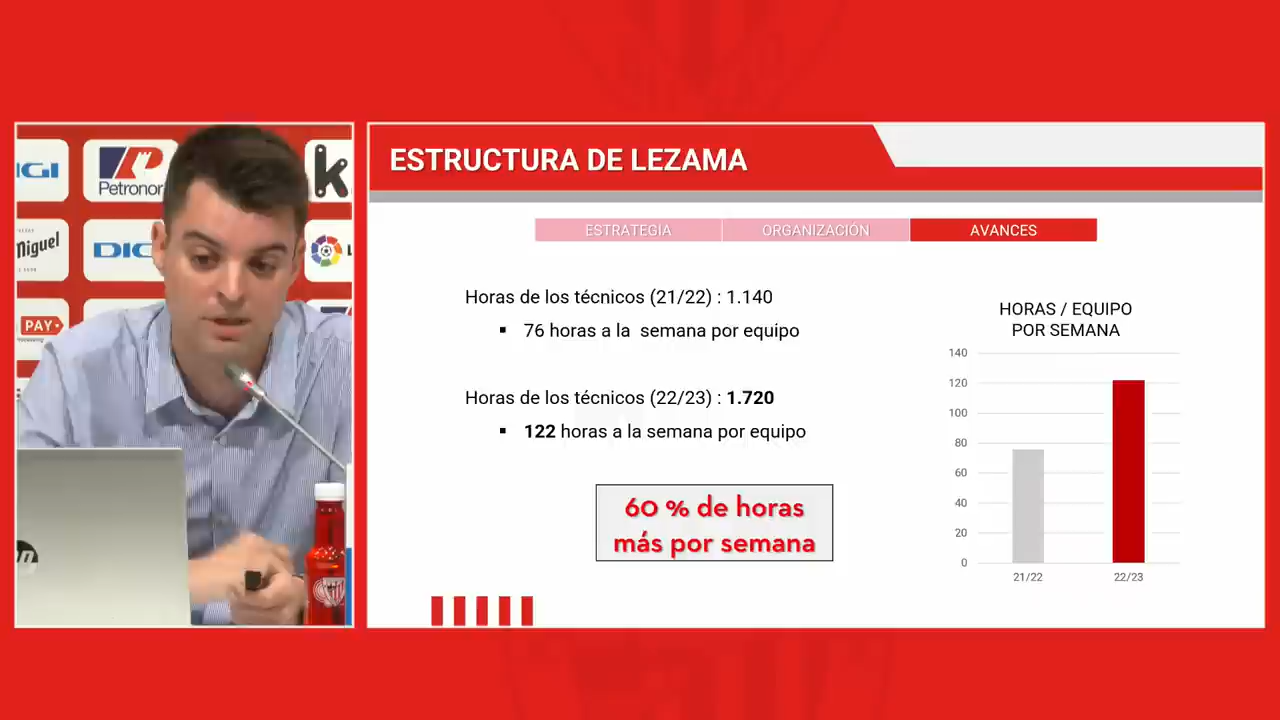 IGI
Petronor
k
Miguel
DIG
L
PAY
hp
ESTRUCTURA DE LEZAMA
ESTRATEGIA
ORGANIZACIÓN
AVANCES
Horas de los técnicos (21/22) : 1.140
▪ 76 horas a la semana por equipo
Horas de los técnicos (22/23) : 1.720
▪ 122 horas a la semana por equipo
60 % de horas
más por semana
HORAS / EQUIPO
POR SEMANA
140
120
100
80
60
40
20
0
21/22
22/23